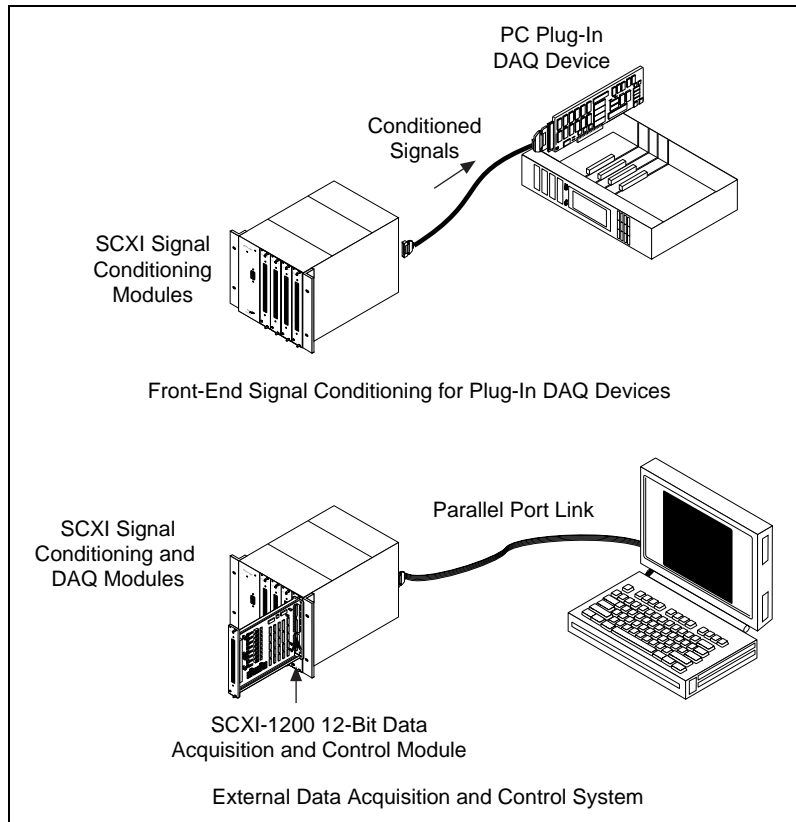 PC Plug-In
DAQ Device
Conditioned
Signals
SCXI Signal
Conditioning
Modules
Front-End Signal Conditioning for Plug-In DAQ Devices
SCXI Signal
Conditioning and
DAQ Modules
Parallel Port Link
SCXI-1200 12-Bit Data
Acquisition and Control Module
External Data Acquisition and Control System